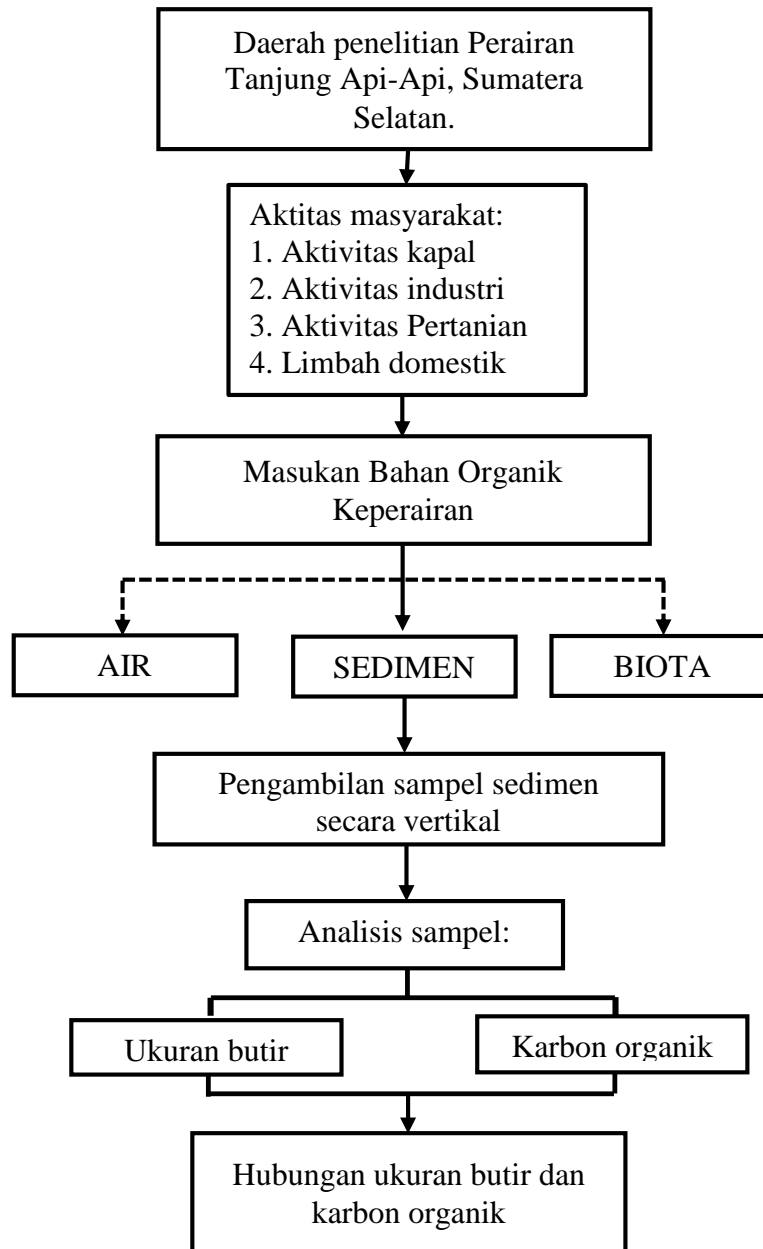 Daerah penelitian Perairan
Tanjung Api-Api, Sumatera
Selatan.
Aktitas masyarakat:
1. Aktivitas kapal
2. Aktivitas industri
3. Aktivitas Pertanian
4. Limbah domestik
Masukan Bahan Organik
Keperairan
AIR
SEDIMEN
BIOTA
Pengambilan sampel sedimen
secara vertikal
Analisis sampel:
Ukuran butir
Karbon organik
Hubungan ukuran butir dan
karbon organik